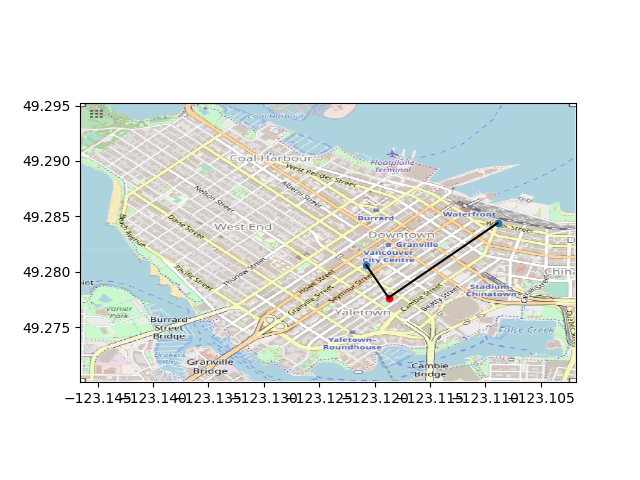 49.295
49.290
49.285
49.280
49.275
Coal Harbour
Floatplane
Terminal
Coal Harbour
West Pender Street
Alberni Street
Nelson Street
Burrard
Waterfront
Davie Street
West End
Downtown
Granville
Vancouver
City Centre
Thurlow Street
Pacific Street
Howe Street
Seymour Street
Granville Street
Cambie Street
Beatty Street
Stadium-
Chinatown
China
Vanier
Park
Yaletown
Burrard
Street
Bridge
False Creek
Yaletown-
Roundhouse
Granville
Bridge
Cambie
Bridge
−123.145
−123.140
−123.135
−123.130
−123.125
−123.120
−123.115
−123.110
−123.105